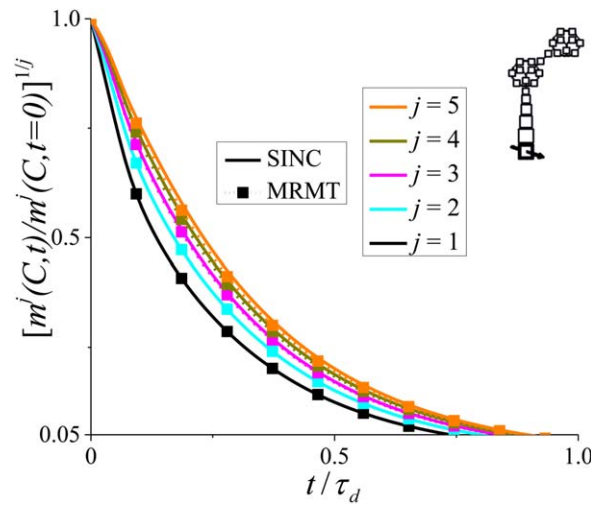 1.0
[m^j(C,t)/m^j(C,t=0)]^{1/j}
0.5
0.05
SINC
MRMT
j = 5
j = 4
j = 3
j = 2
j = 1
0
0.5
1.0
t / τ_d